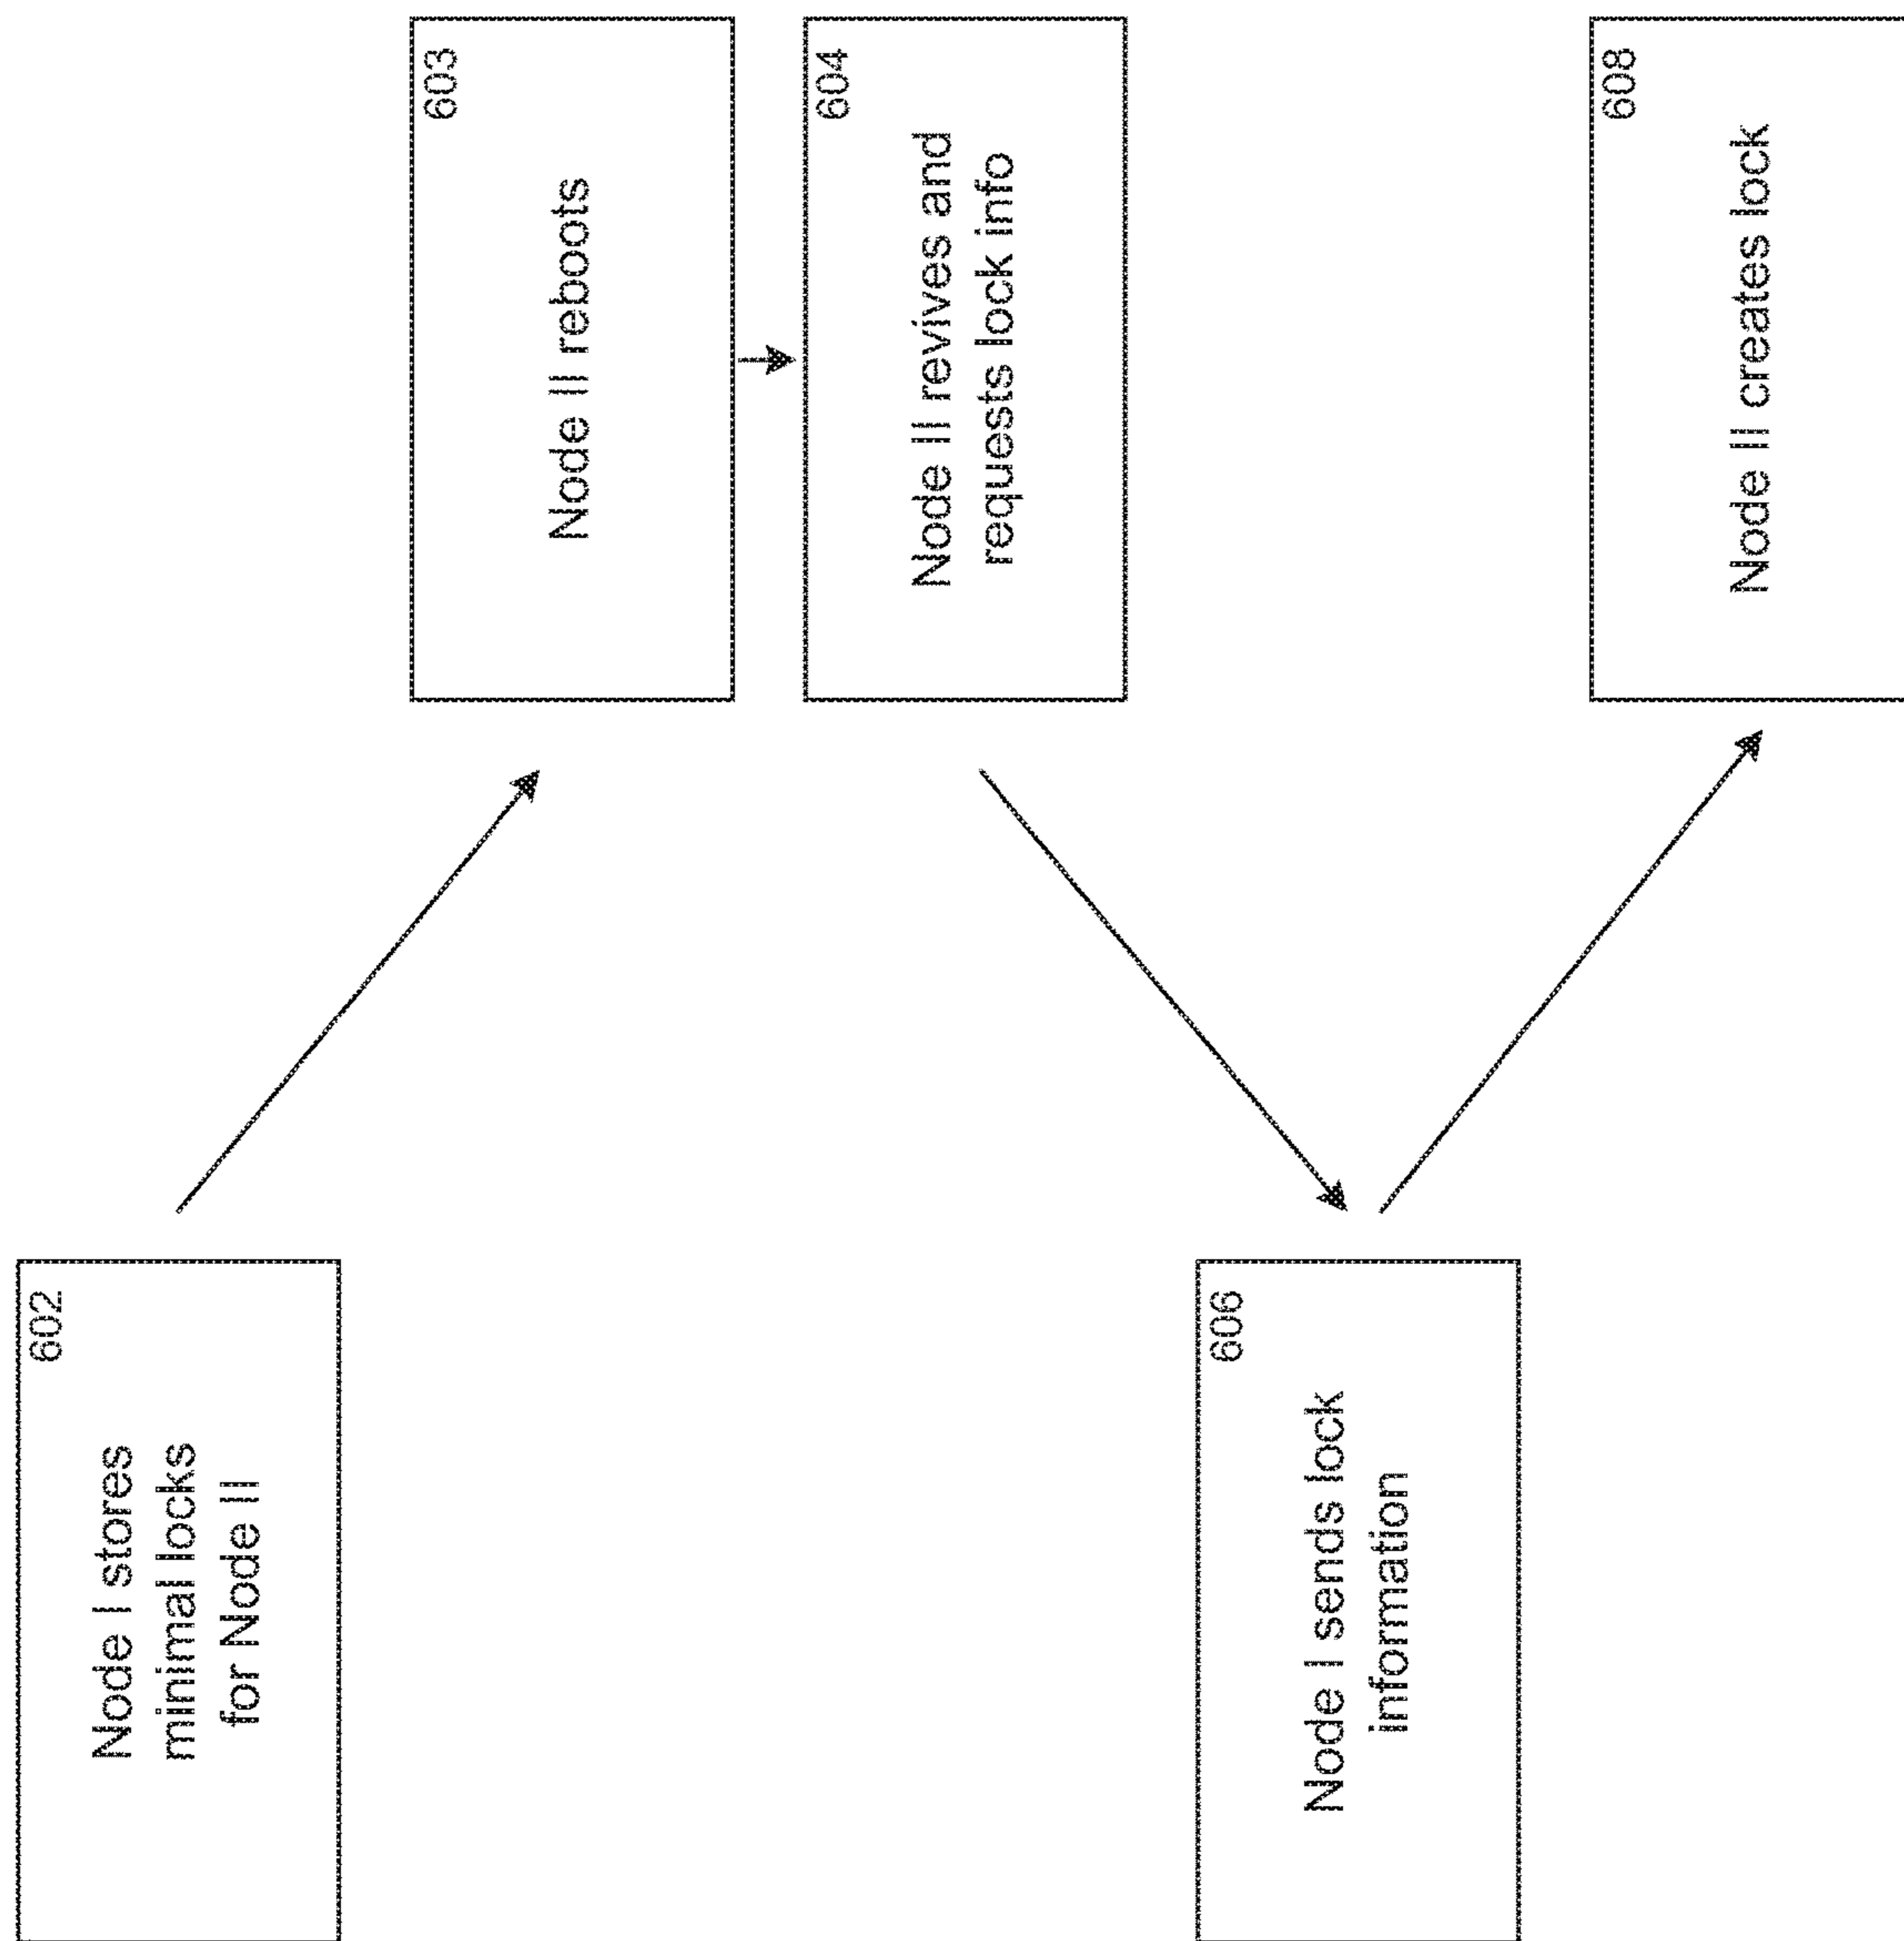 602
Node I stores
minimal locks
for Node II
603
Node II reboots
604
Node II revives and
requests lock info
606
Node I sends lock
information
608
Node II creates lock